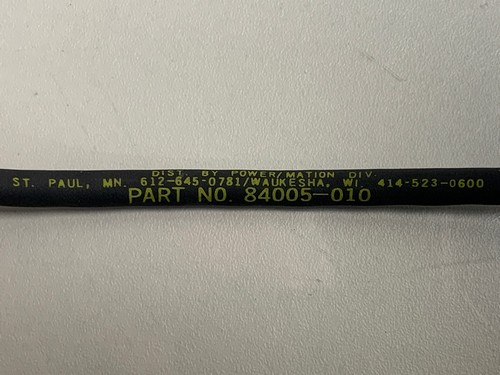 DIST. BY POWER/MATION DIV.
ST. PAUL, MN. 612-645-0781/WAUKESHA, WI. 414-523-0600
PART NO. 84005-010